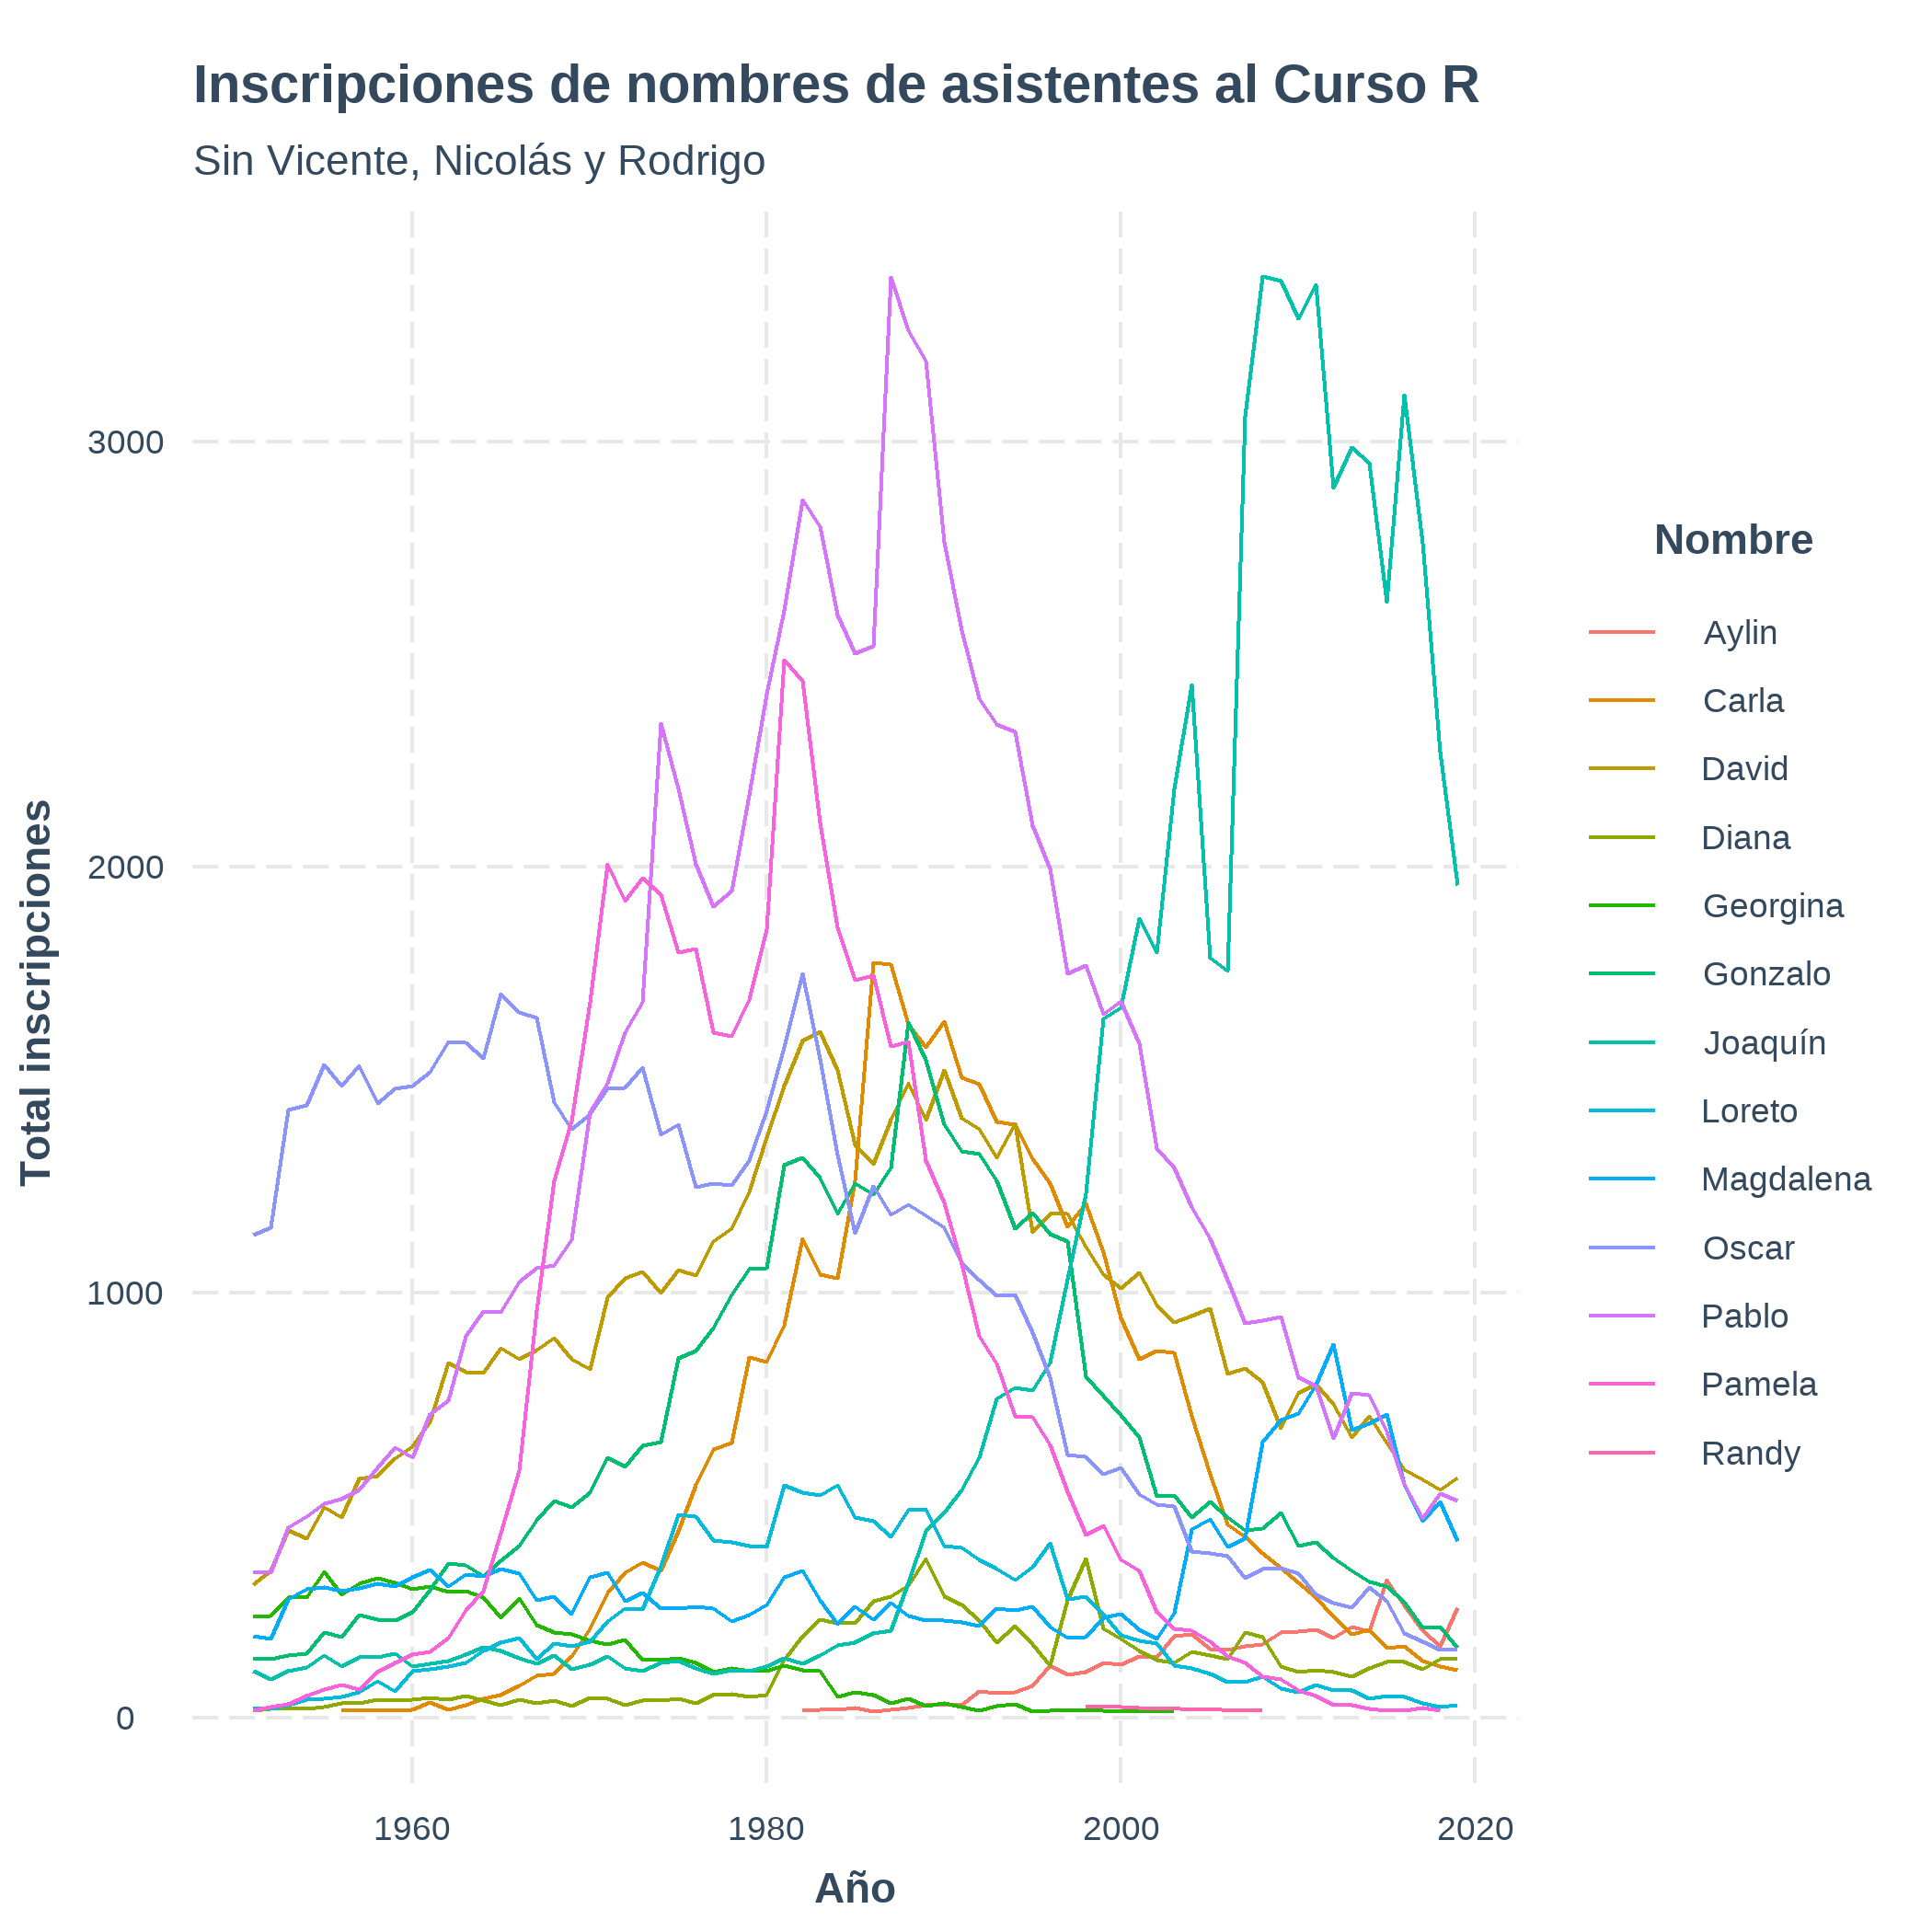 Inscripciones de nombres de asistentes al Curso R
Sin Vicente, Nicolás y Rodrigo
Total inscripciones
3000
2000
1000
0
1960
1980
2000
2020
Año
Nombre
Aylin
Carla
David
Diana
Georgina
Gonzalo
Joaquín
Loreto
Magdalena
Oscar
Pablo
Pamela
Randy